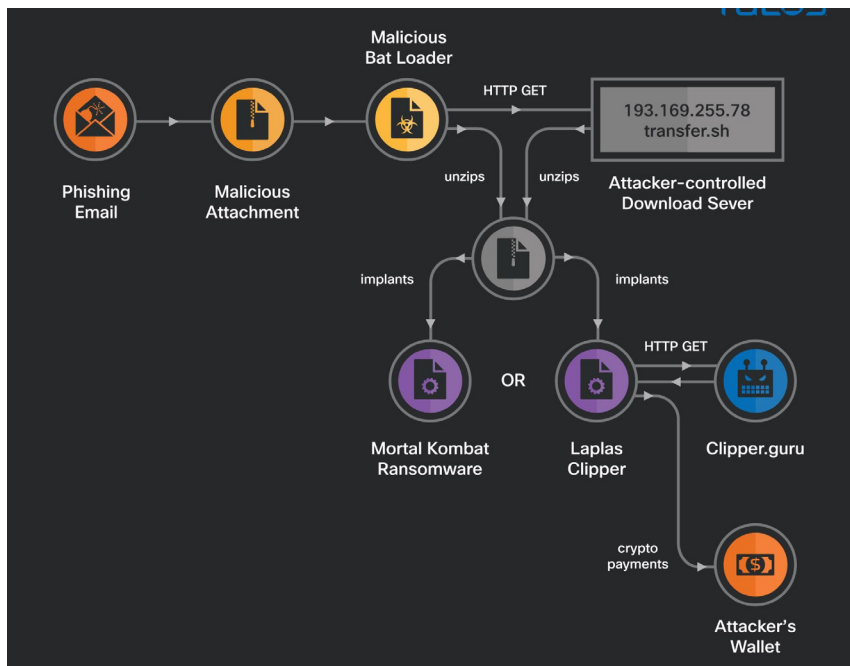 Malicious
Bat Loader
HTTP GET
193.169.255.78
transfer.sh
Phishing
Email
Malicious
Attachment
unzips
unzips
Attacker-controlled
Download Sever
implants
implants
HTTP GET
OR
Mortal Kombat
Ransomware
Laplas
Clipper
Clipper.guru
crypto
payments
Attacker's
Wallet